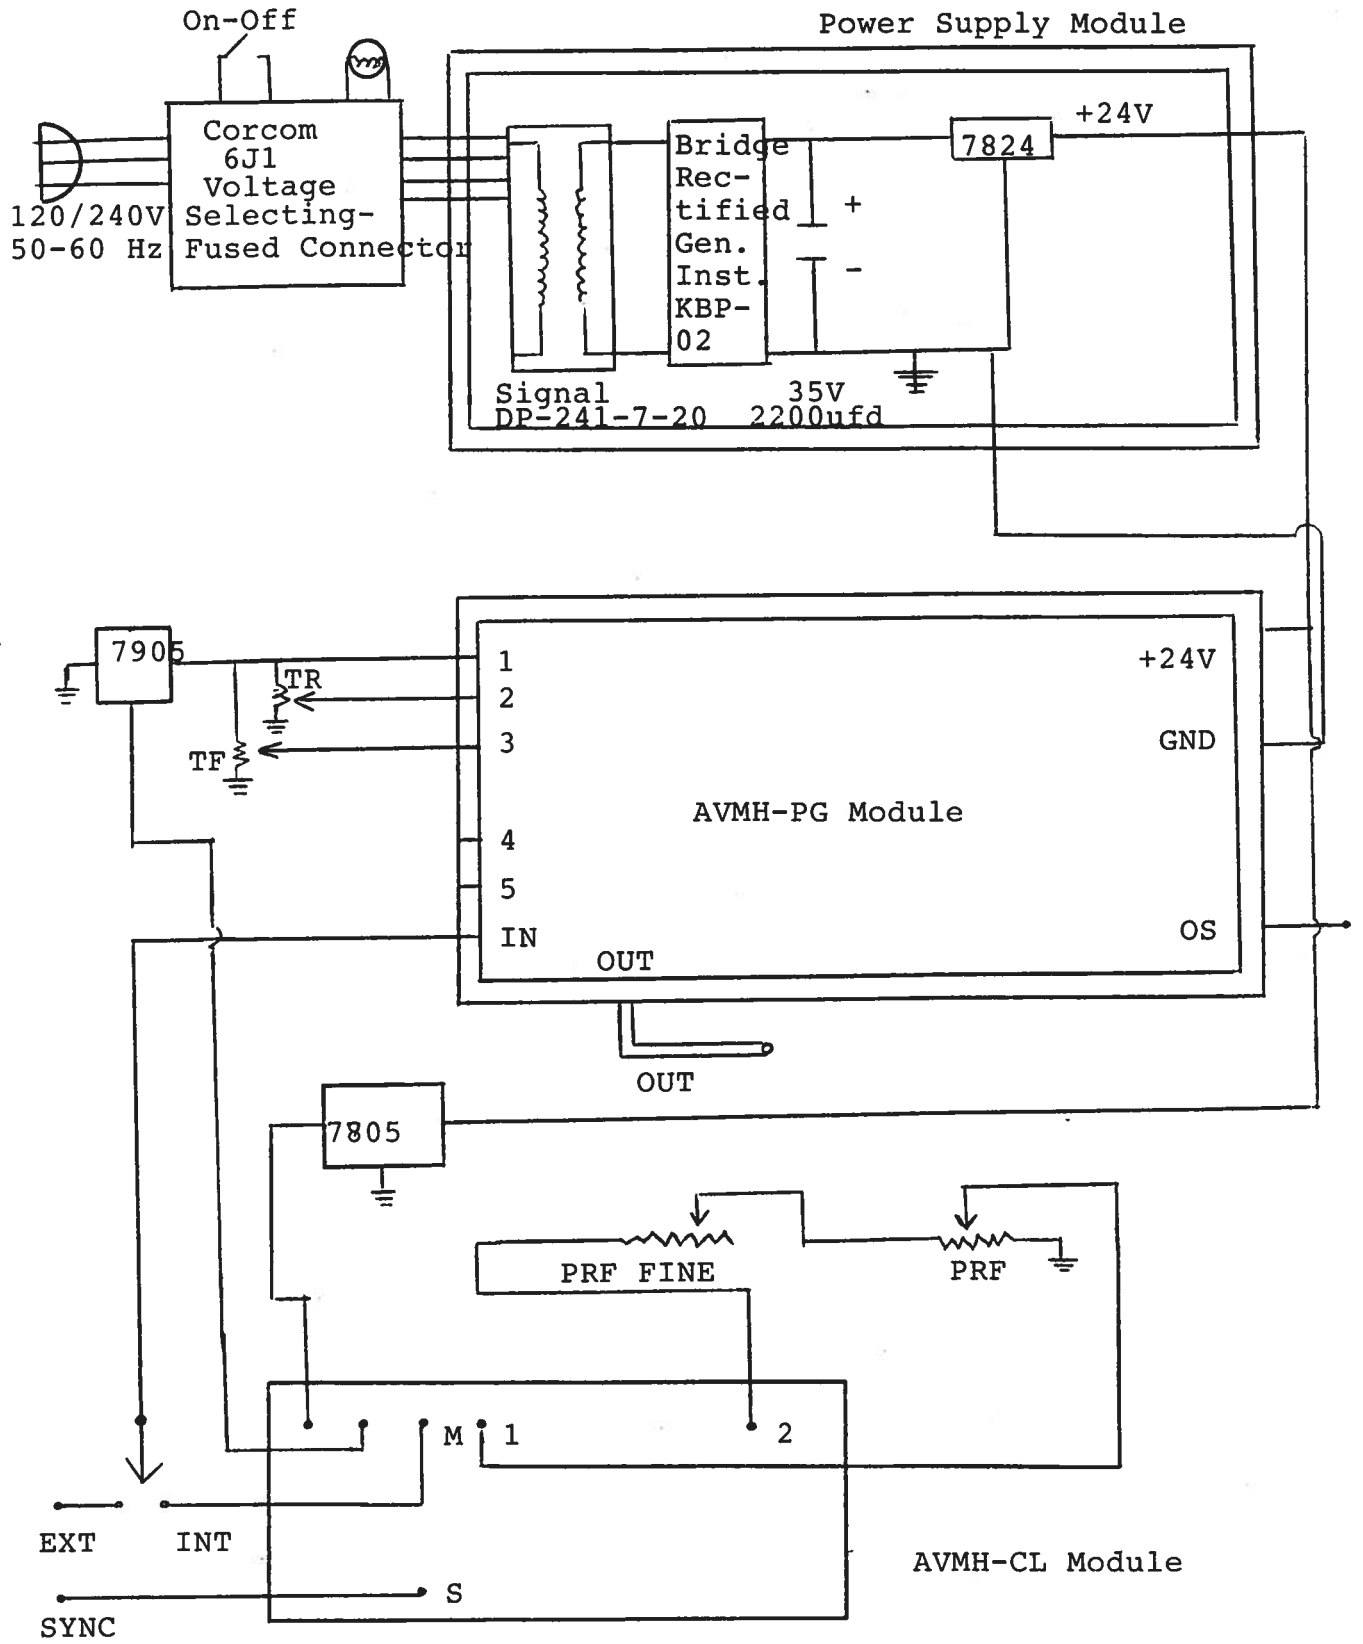 On-Off
Power Supply Module
Corcom
6J1
Voltage
120/240V Selecting-
50-60 Hz Fused Connector
Bridge
Rec-
tified
Gen.
Inst.
KBP-
02
7824
+24V
+
-
Signal
DP-241-7-20
35V
2200ufd
7905
TR
TF
1
2
3
4
5
IN
+24V
GND
OS
AVMH-PG Module
OUT
OUT
7805
PRF FINE
PRF
M 1
2
EXT
INT
AVMH-CL Module
S
SYNC